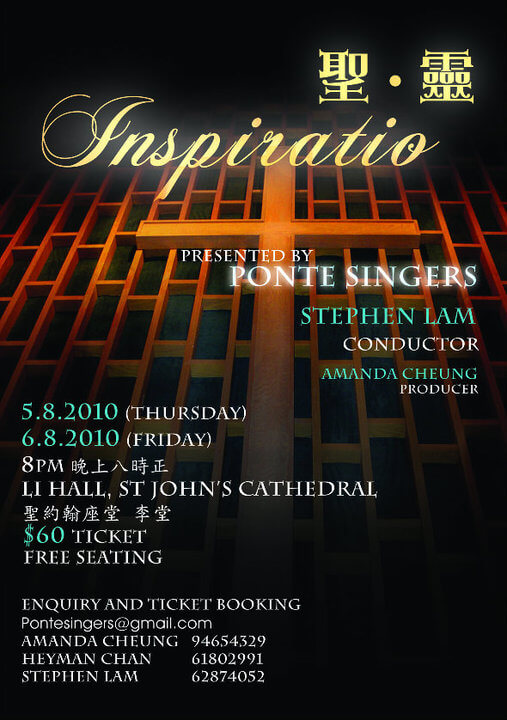 聖·靈
Inspiratio
PRESENTED BY
PONTE SINGERS
STEPHEN LAM
CONDUCTOR
AMANDA CHEUNG
PRODUCER
5.8.2010 (THURSDAY)
6.8.2010 (FRIDAY)
8PM 晚上八時正
LI HALL, ST JOHN'S CATHEDRAL
聖約翰座堂 李堂
$60 TICKET
FREE SEATING
ENQUIRY AND TICKET BOOKING
Pontesingers@gmail.com
AMANDA CHEUNG 94654329
HEYMAN CHAN 61802991
STEPHEN LAM 62874052